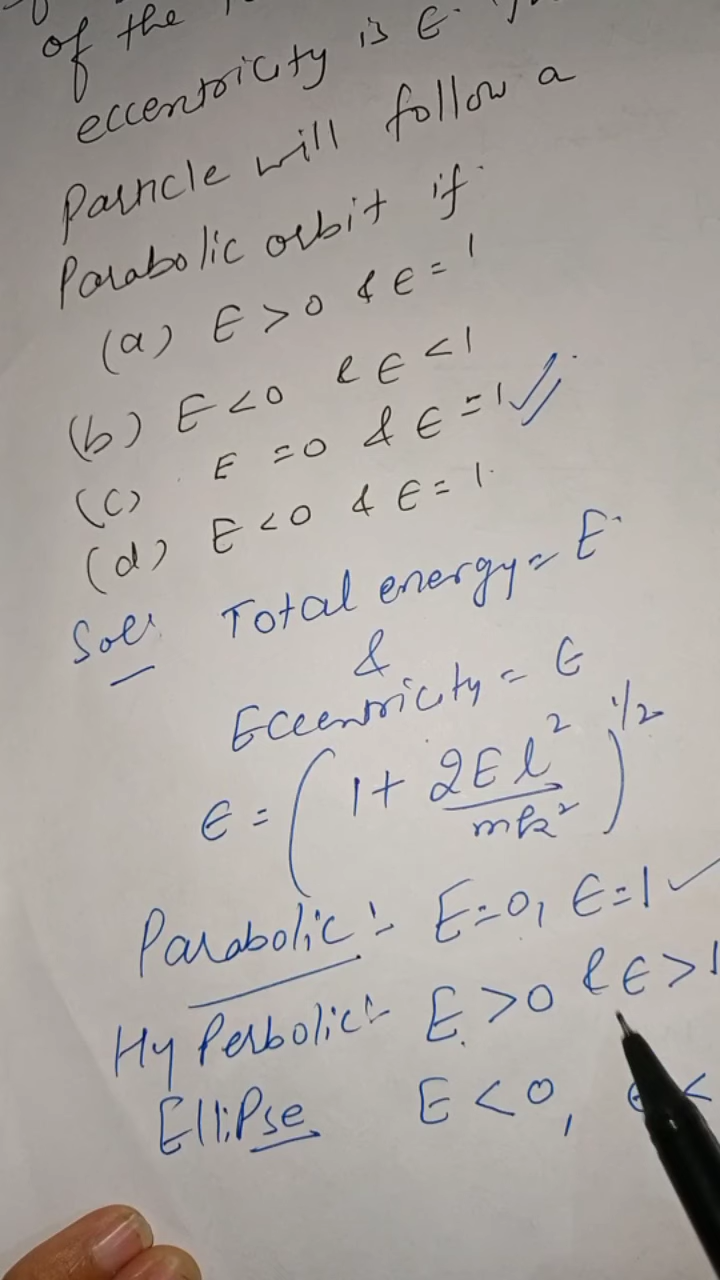 of the
eccentricity is ϵ.
Particle will follow a
Parabolic orbit if
(a) E > 0 & ϵ = 1
(b) E < 0 & ϵ < 1
(c) E = 0 & ϵ = 1
(d) E < 0 & ϵ = 1.
Sol: Total energy = E
&
Eccentricity = ϵ
ϵ = (1 + 2El²/mk²)^1/2
Parabolic:- E = 0, ϵ = 1
Hyperbolic:- E > 0 & ϵ > 1
Ellipse E < 0, ϵ <